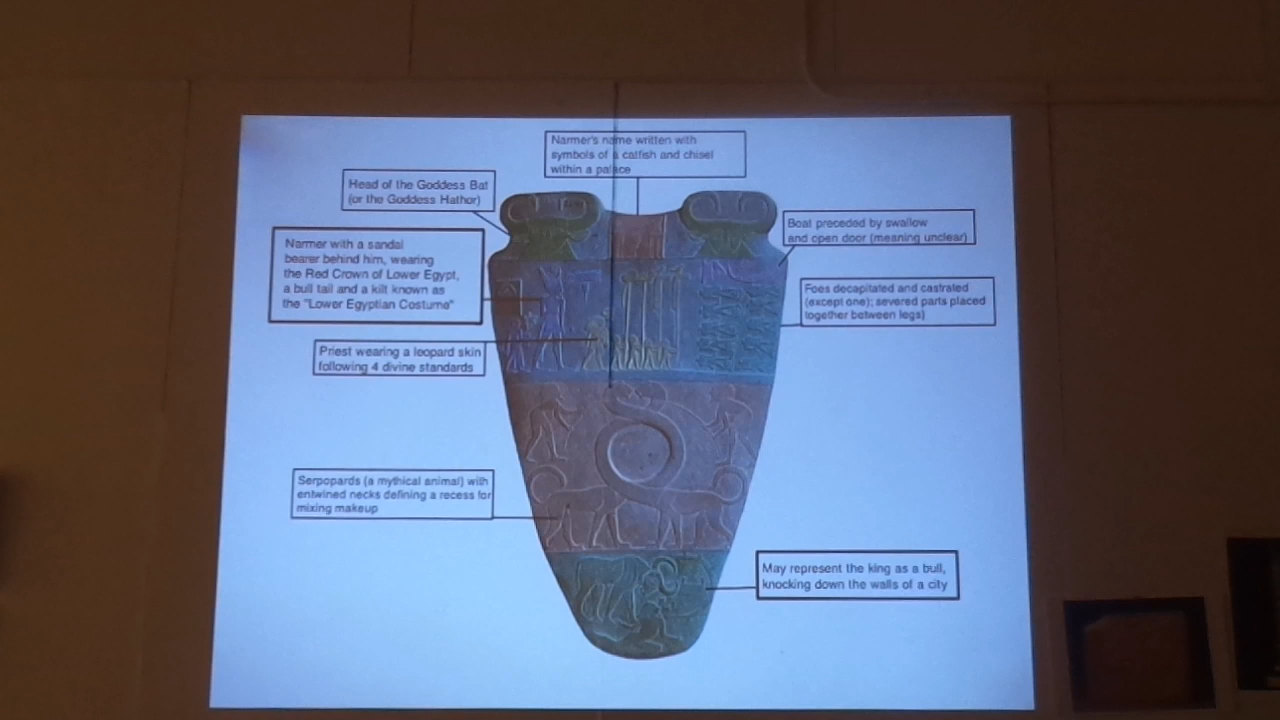 Narmer's name written with
symbols of a catfish and chisel
within a palace
Head of the Goddess Bat
(or the Goddess Hathor)
Narmer with a sandal
bearer behind him, wearing
the Red Crown of Lower Egypt,
a bull tail and a kilt known as
the "Lower Egyptian Costume"
Priest wearing a leopard skin
following 4 divine standards
Serpopards (a mythical animal) with
entwined necks defining a recess for
mixing makeup
Boat preceded by swallow
and open door (meaning unclear)
Foes decapitated and castrated
(except one); severed parts placed
together between legs)
May represent the king as a bull,
knocking down the walls of a city